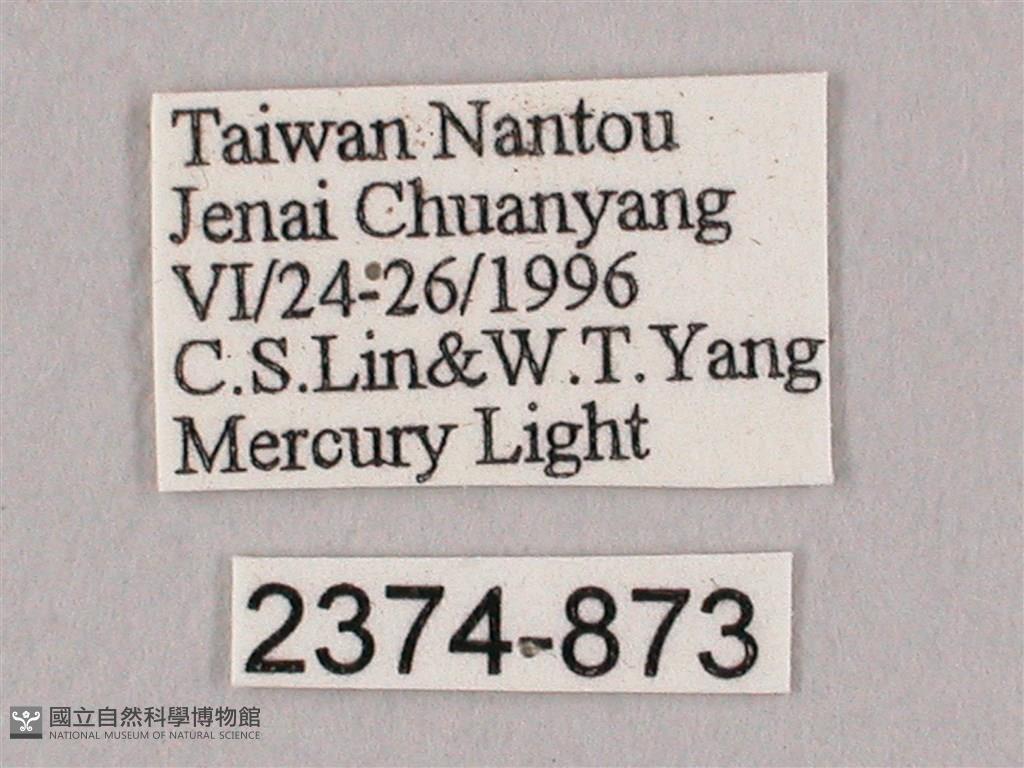 Taiwan Nantou
Jenai Chuanyang
VI/24-26/1996
C.S.Lin&W.T.Yang
Mercury Light
2374-873
國立自然科學博物館
NATIONAL MUSEUM OF NATURAL SCIENCE